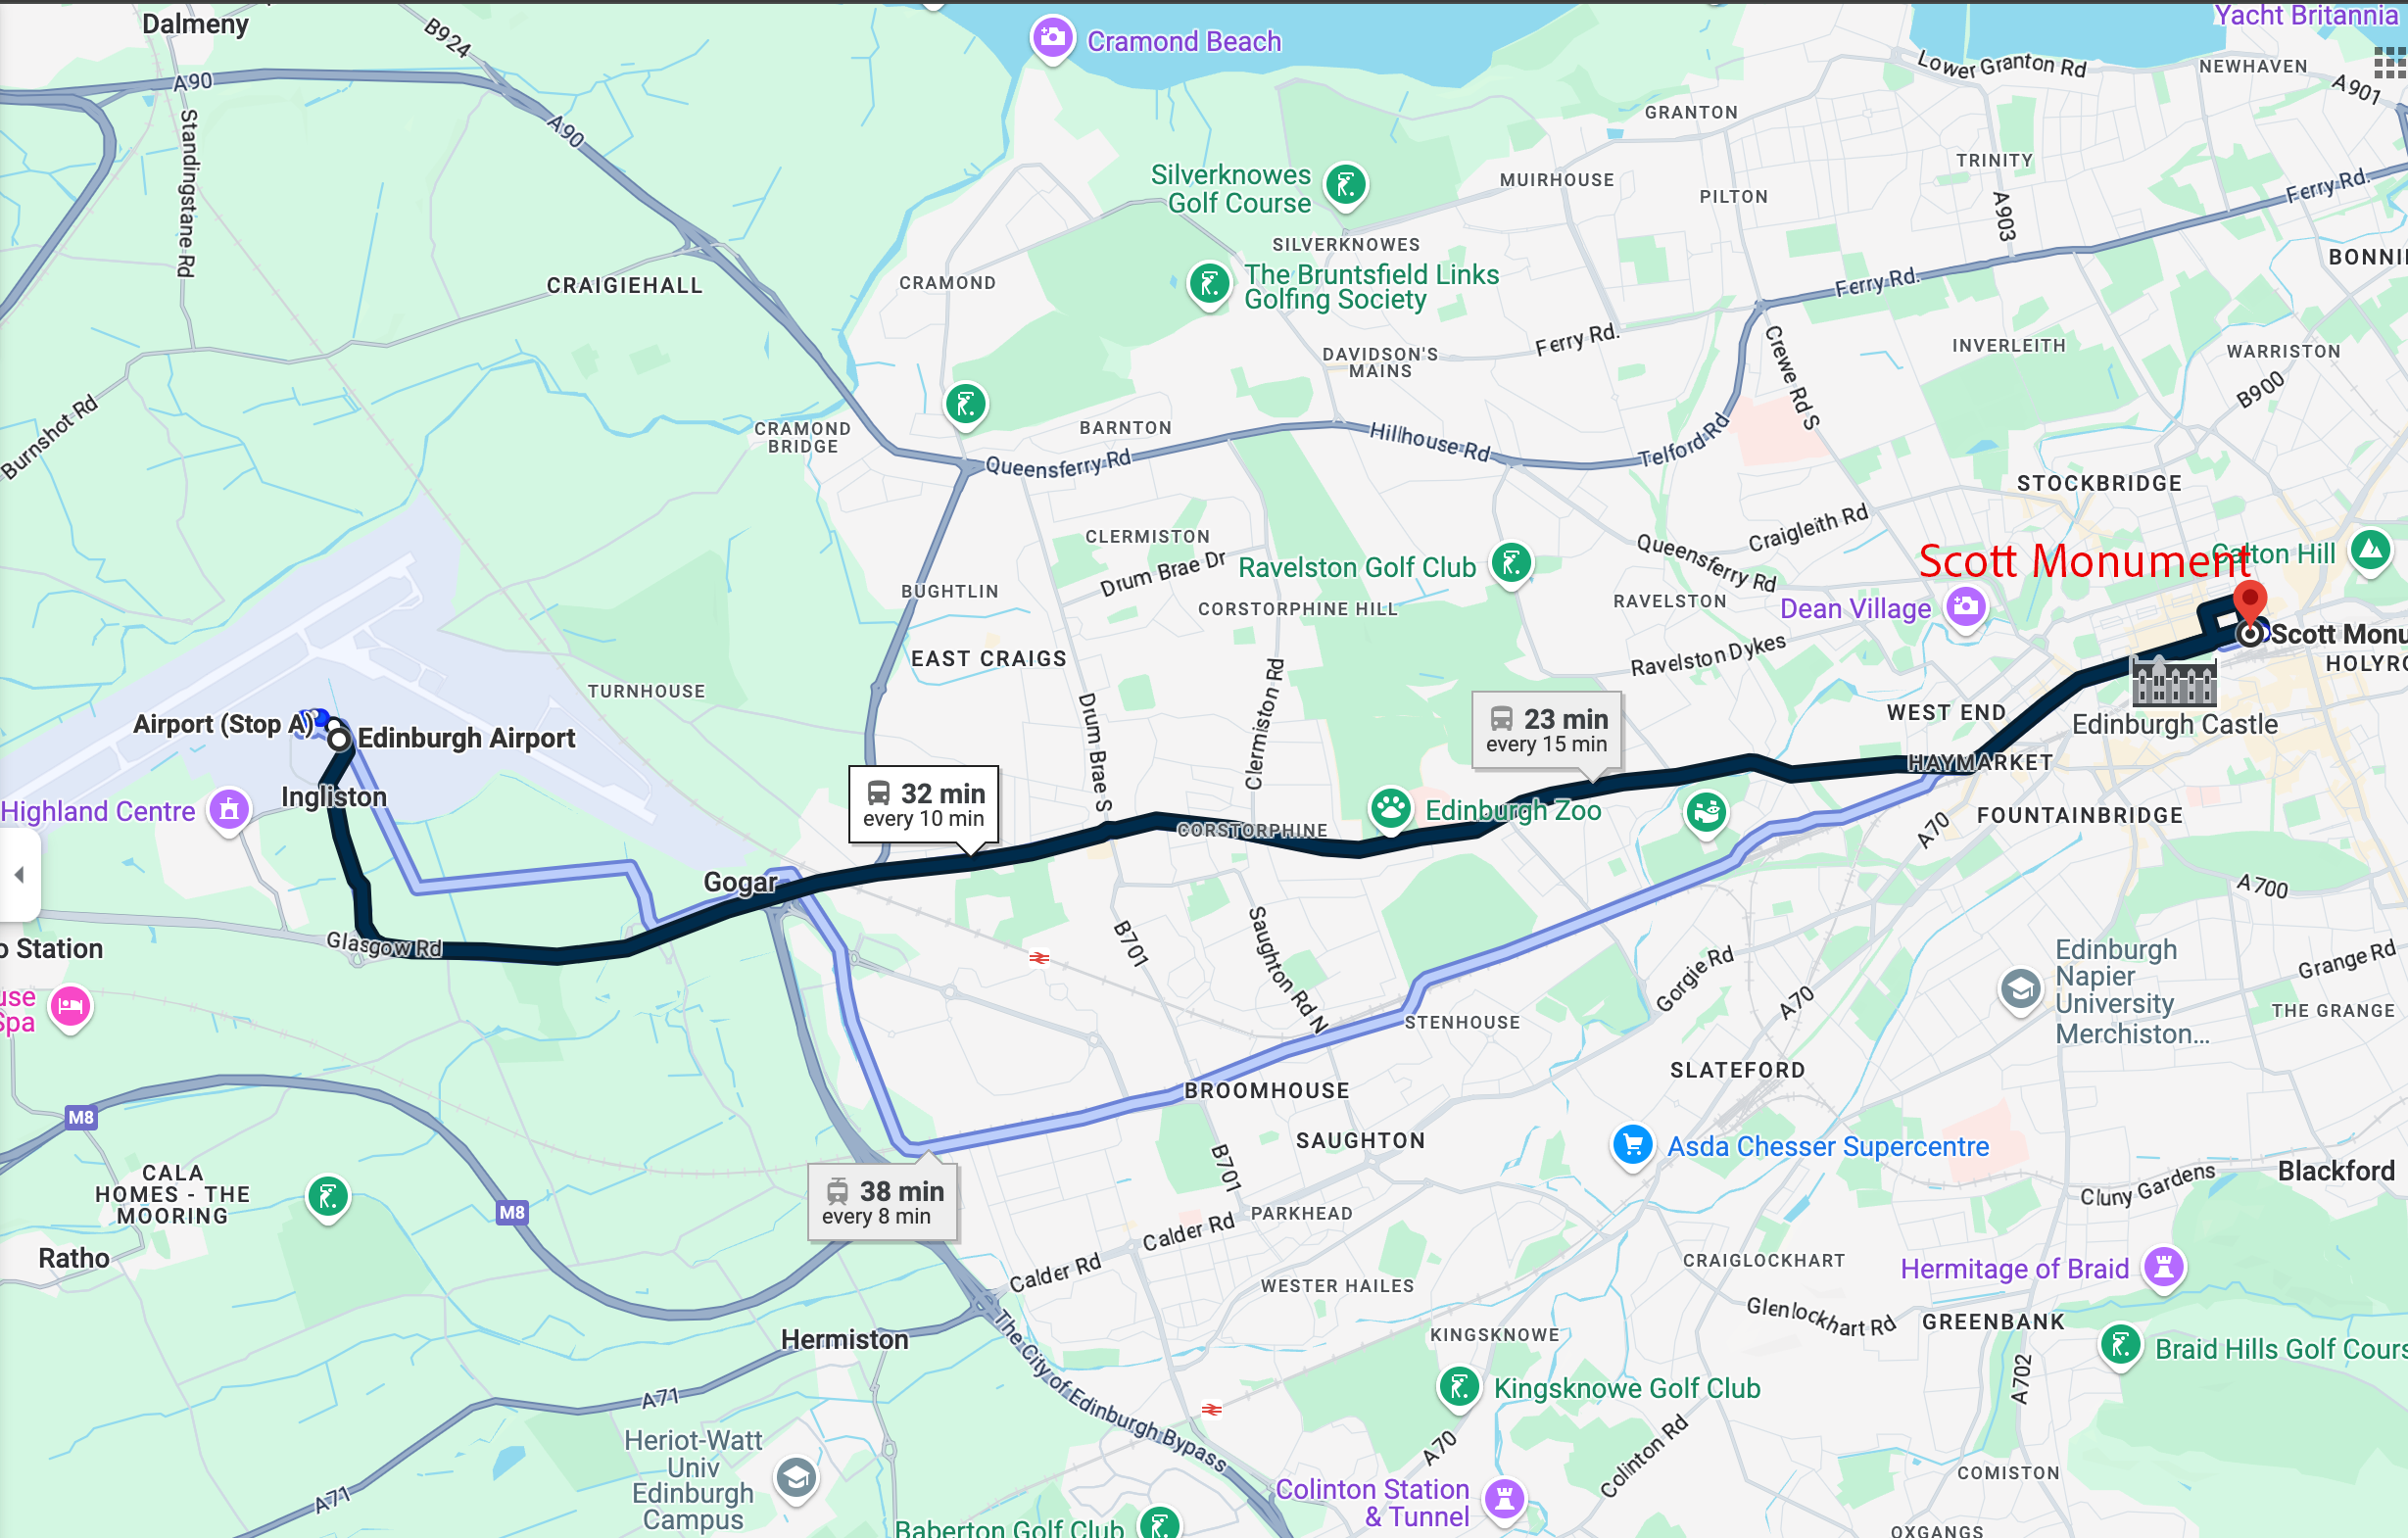 Yacht Britannia
Dalmeny
B924
Cramond Beach
Lower Granton Rd
NEWHAVEN
A90
A901
GRANTON
A90
Standingstane Rd
TRINITY
Silverknowes
Golf Course
MUIRHOUSE
PILTON
Ferry Rd.
A903
SILVERKNOWES
BONNI
CRAIGIEHALL
CRAMOND
The Bruntsfield Links
Golfing Society
Ferry Rd.
Ferry Rd.
DAVIDSON'S
MAINS
Crewe Rd S
INVERLEITH
WARRISTON
B900
Burnshot Rd
CRAMOND
BRIDGE
BARNTON
Hillhouse Rd
Telford Rd
Queensferry Rd
STOCKBRIDGE
CLERMISTON
Craigleith Rd
Queensferry Rd
Drum Brae Dr
Ravelston Golf Club
Scott Monument
Calton Hill
BUGHTLIN
CORSTORPHINE HILL
RAVELSTON
Dean Village
Scott Monu
EAST CRAIGS
Ravelston Dykes
HOLYRO
TURNHOUSE
Clermiston Rd
Drum Brae S
WEST END
Edinburgh Castle
Airport (Stop A)
Edinburgh Airport
23 min
every 15 min
HAYMARKET
Ingliston
32 min
every 10 min
Highland Centre
Edinburgh Zoo
FOUNTAINBRIDGE
CORSTORPHINE
A70
Gogar
A700
Glasgow Rd
o Station
B701
Saughton Rd N
Gorgie Rd
A70
Edinburgh
Napier
University
Merchiston...
Grange Rd
THE GRANGE
use
Spa
STENHOUSE
SLATEFORD
BROOMHOUSE
M8
SAUGHTON
Asda Chesser Supercentre
B701
Blackford
CALA
HOMES - THE
MOORING
38 min
every 8 min
M8
Cluny Gardens
PARKHEAD
Calder Rd
Ratho
Calder Rd
CRAIGLOCKHART
Hermitage of Braid
WESTER HAILES
Glenlockhart Rd
GREENBANK
Hermiston
KINGSKNOWE
Braid Hills Golf Cours
The City of Edinburgh Bypass
A702
Kingsknowe Golf Club
A71
A70
Colinton Rd
Heriot-Watt
Univ
Edinburgh
Campus
A71
COMISTON
Colinton Station
& Tunnel
Baberton Golf Club
OXGANGS